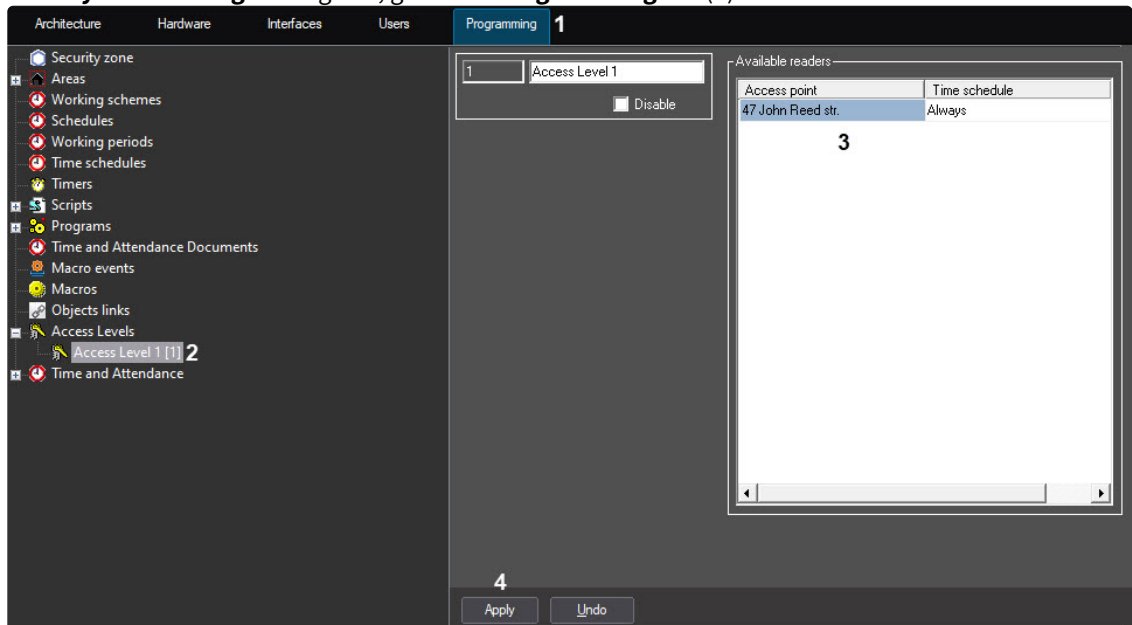 Architecture Hardware Interfaces Users Programming 1
Security zone
Areas
Working schemes
Schedules
Working periods
Time schedules
Timers
Scripts
Programs
Time and Attendance Documents
Macro events
Macros
Objects links
Access Levels
Access Level 1 [1] 2
Time and Attendance
1 Access Level 1
Disable
Available readers
Access point Time schedule
47 John Reed str. Always
3
4
Apply Undo